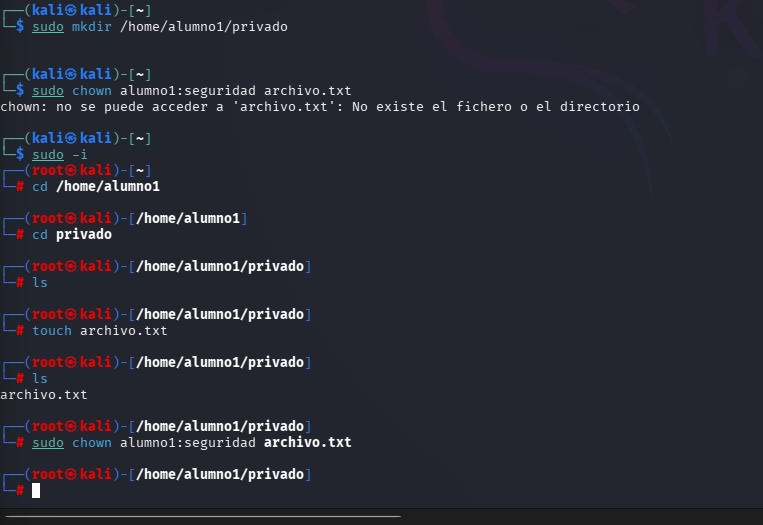 ┌──(kali㉿kali)-[~]
└─$ sudo mkdir /home/alumno1/privado
┌──(kali㉿kali)-[~]
└─$ sudo chown alumno1:seguridad archivo.txt
chown: no se puede acceder a 'archivo.txt': No existe el fichero o el directorio
┌──(kali㉿kali)-[~]
└─$ sudo -i
┌──(root㉿kali)-[~]
└─# cd /home/alumno1
┌──(root㉿kali)-[/home/alumno1]
└─# cd privado
┌──(root㉿kali)-[/home/alumno1/privado]
└─# ls
┌──(root㉿kali)-[/home/alumno1/privado]
└─# touch archivo.txt
┌──(root㉿kali)-[/home/alumno1/privado]
└─# ls
archivo.txt
┌──(root㉿kali)-[/home/alumno1/privado]
└─# sudo chown alumno1:seguridad archivo.txt
┌──(root㉿kali)-[/home/alumno1/privado]
└─#